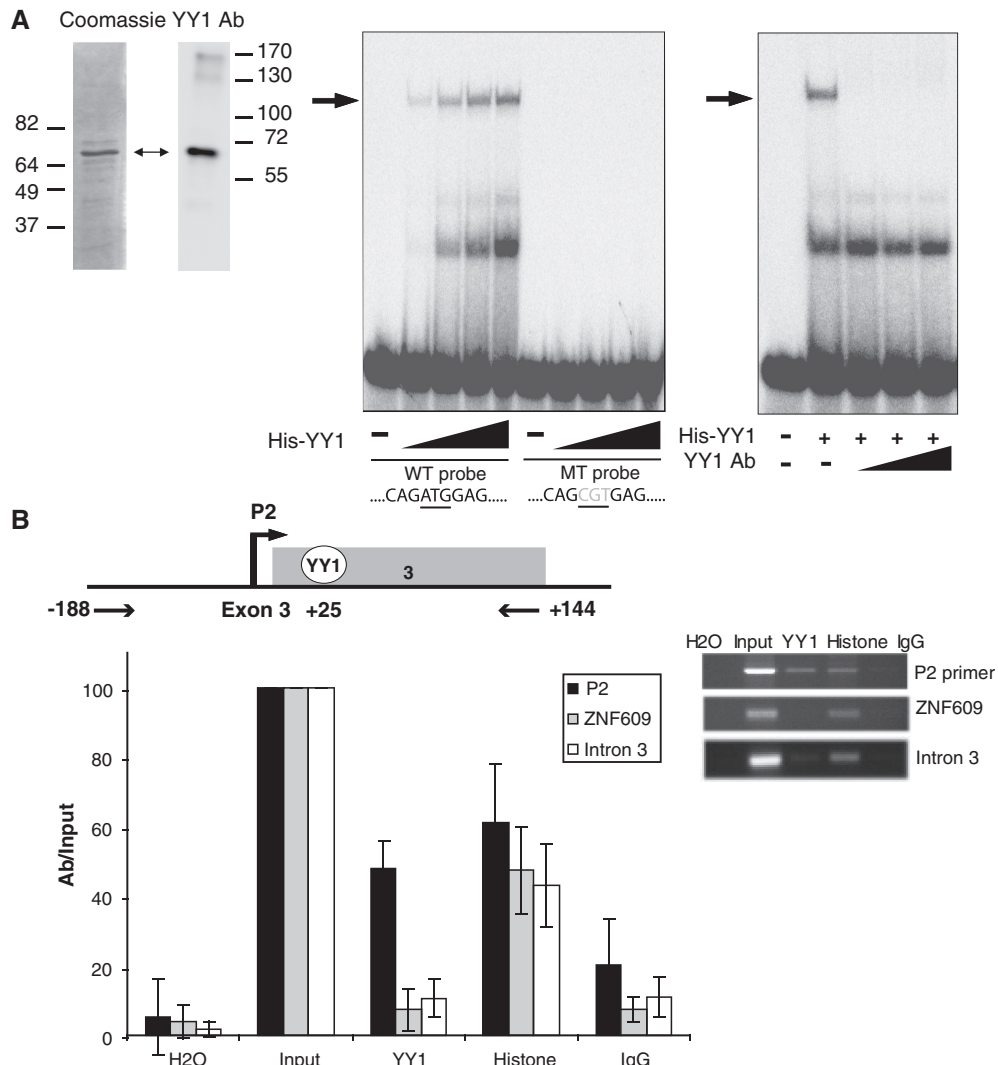 A
Coomassie YY1 Ab
82
64
49
37
170
130
100
72
55
His-YY1 –
WT probe
....CAGATGGAG.....
–
MT probe
....CAGCGTGAG.....
His-YY1 - + + + +
YY1 Ab - -
B
P2
YY1
3
-188
Exon 3 +25
+144
H2O Input YY1 Histone IgG
P2 primer
ZNF609
Intron 3
P2
ZNF609
Intron 3
Ab/Input
100
80
60
40
20
0
H2O Input YY1 Histone IgG